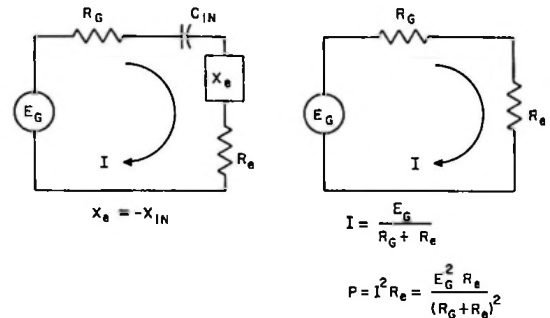 R_G
C_IN
X_e
E_G
I
R_e
X_e = -X_IN
R_G
E_G
I
R_e
I = E_G / (R_G + R_e)
P = I^2 R_e = E_G^2 R_e / (R_G + R_e)^2